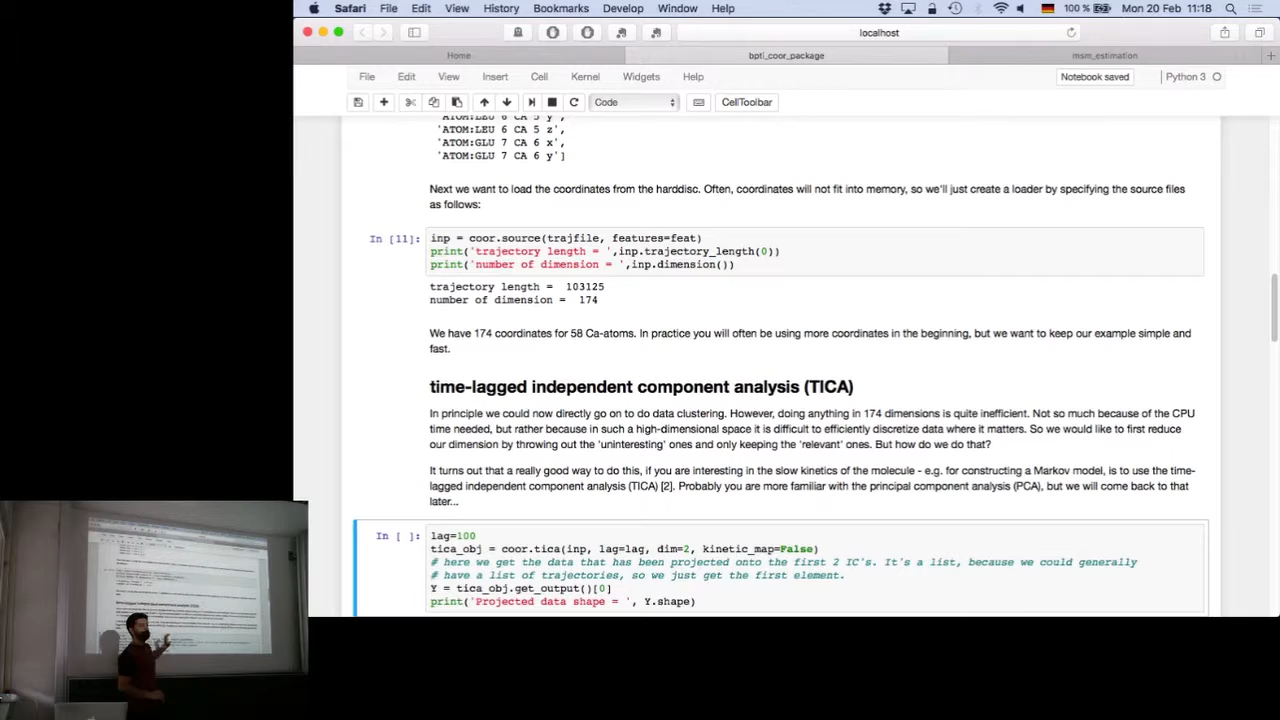 Safari File Edit View History Bookmarks Develop Window Help 100 % Mon 20 Feb 11:18
localhost
Home bpti_coor_package msm_estimation
File Edit View Insert Cell Kernel Widgets Help Notebook saved Python 3
Code CellToolbar
'ATOM:LEU 6 CA 5 y',
'ATOM:LEU 6 CA 5 z',
'ATOM:GLU 7 CA 6 x',
'ATOM:GLU 7 CA 6 y']
Next we want to load the coordinates from the harddisc. Often, coordinates will not fit into memory, so we'll just create a loader by specifying the source files
as follows:
In [11]: inp = coor.source(trajfile, features=feat)
print('trajectory length = ',inp.trajectory_length(0))
print('number of dimension = ',inp.dimension())
trajectory length =  103125
number of dimension =  174
We have 174 coordinates for 58 Ca-atoms. In practice you will often be using more coordinates in the beginning, but we want to keep our example simple and
fast.
time-lagged independent component analysis (TICA)
In principle we could now directly go on to do data clustering. However, doing anything in 174 dimensions is quite inefficient. Not so much because of the CPU
time needed, but rather because in such a high-dimensional space it is difficult to efficiently discretize data where it matters. So we would like to first reduce
our dimension by throwing out the 'uninteresting' ones and only keeping the 'relevant' ones. But how do we do that?
It turns out that a really good way to do this, if you are interesting in the slow kinetics of the molecule - e.g. for constructing a Markov model, is to use the time-
lagged independent component analysis (TICA) [2]. Probably you are more familiar with the principal component analysis (PCA), but we will come back to that
later...
In [ ]: lag=100
tica_obj = coor.tica(inp, lag=lag, dim=2, kinetic_map=False)
# here we get the data that has been projected onto the first 2 IC's. It's a list, because we could generally
# have a list of trajectories, so we just get the first element.
Y = tica_obj.get_output()[0]
print('Projected data shape = ', Y.shape)